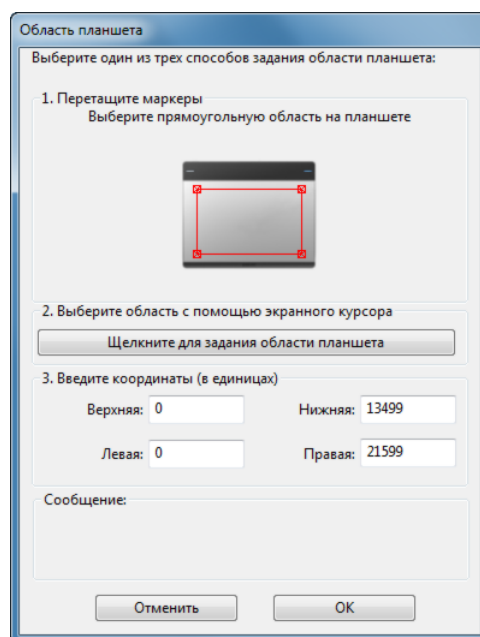 Область планшета
Выберите один из трех способов задания области планшета:
1. Перетащите маркеры
Выберите прямоугольную область на планшете
2. Выберите область с помощью экранного курсора
Щелкните для задания области планшета
3. Введите координаты (в единицах)
Верхняя: 0 Нижняя: 13499
Левая: 0 Правая: 21599
Сообщение:
Отменить OK